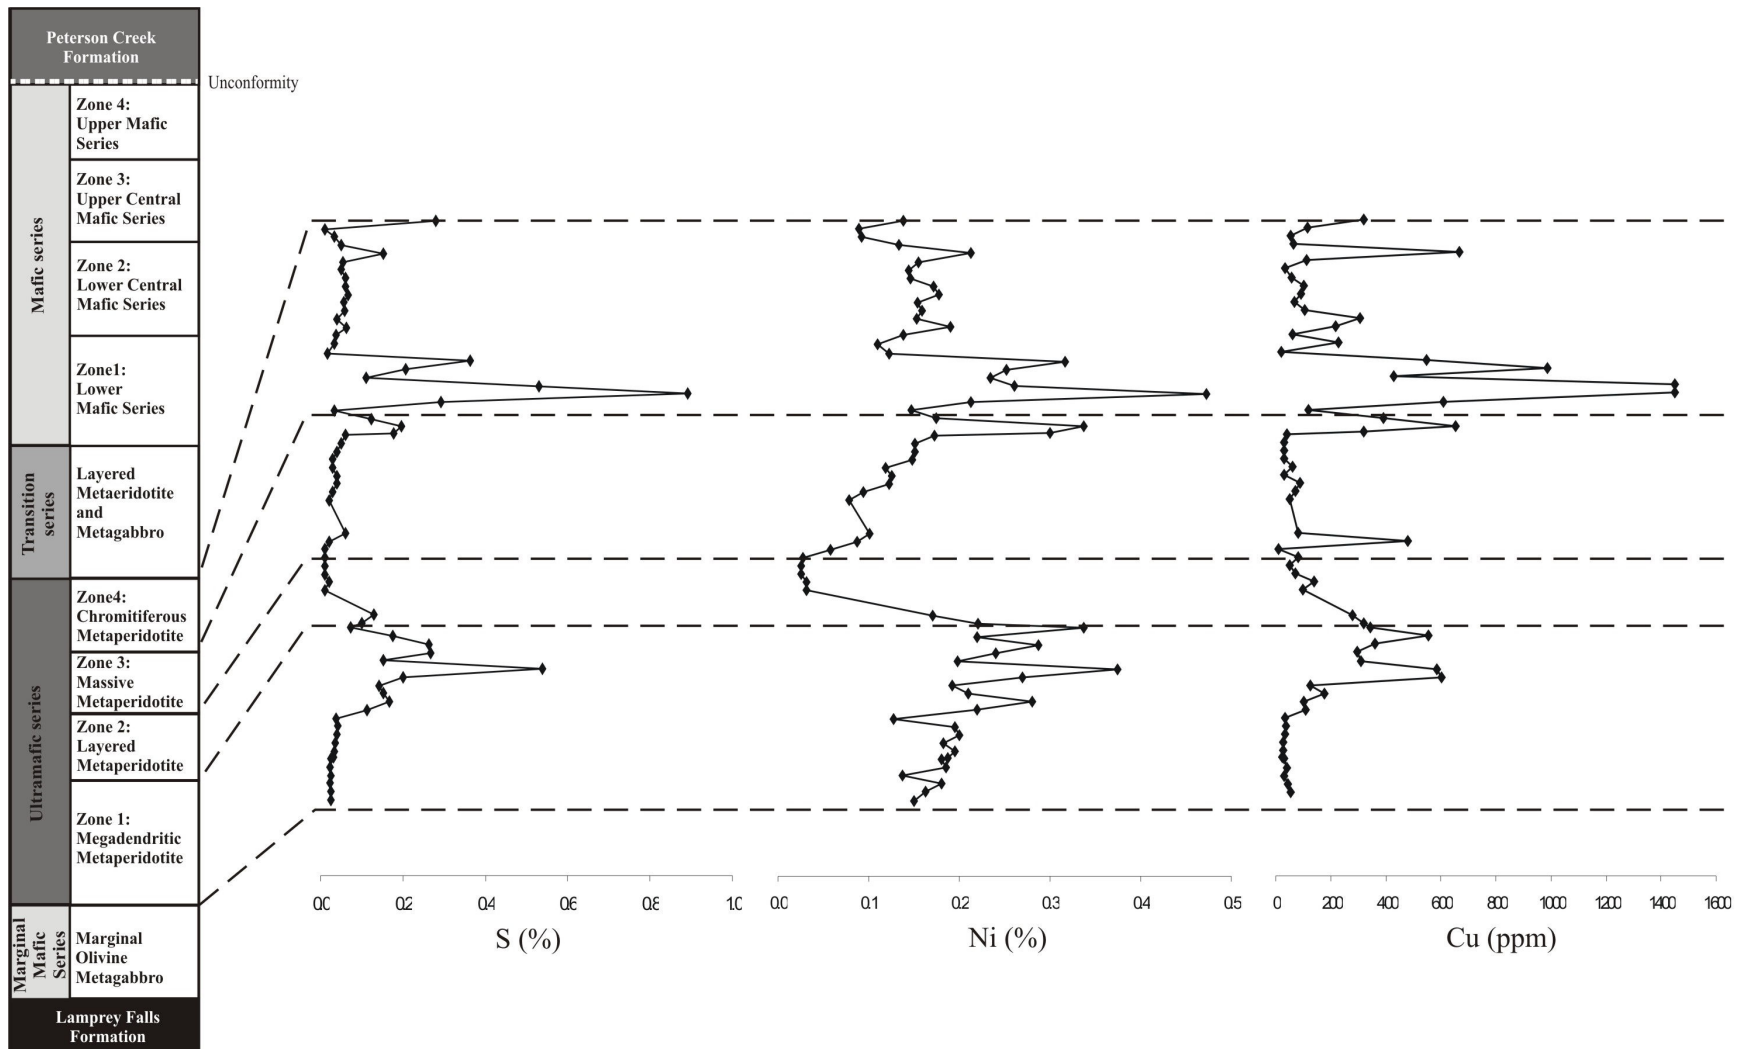 Peterson Creek
Formation
Unconformity
Mafic series
Zone 4:
Upper Mafic
Series
Zone 3:
Upper Central
Mafic Series
Zone 2:
Lower Central
Mafic Series
Zone1:
Lower
Mafic Series
Transition
series
Layered
Metaeridotite
and
Metagabbro
Ultramafic series
Zone4:
Chromitiferous
Metaperidotite
Zone 3:
Massive
Metaperidotite
Zone 2:
Layered
Metaperidotite
Zone 1:
Megadendritic
Metaperidotite
Marginal
Mafic
Series
Marginal
Olivine
Metagabbro
Lamprey Falls
Formation
0.0 0.2 0.4 0.6 0.8 1.0
S (%)
0.0 0.1 0.2 0.3 0.4 0.5
Ni (%)
0 200 400 600 800 1000 1200 1400 1600
Cu (ppm)